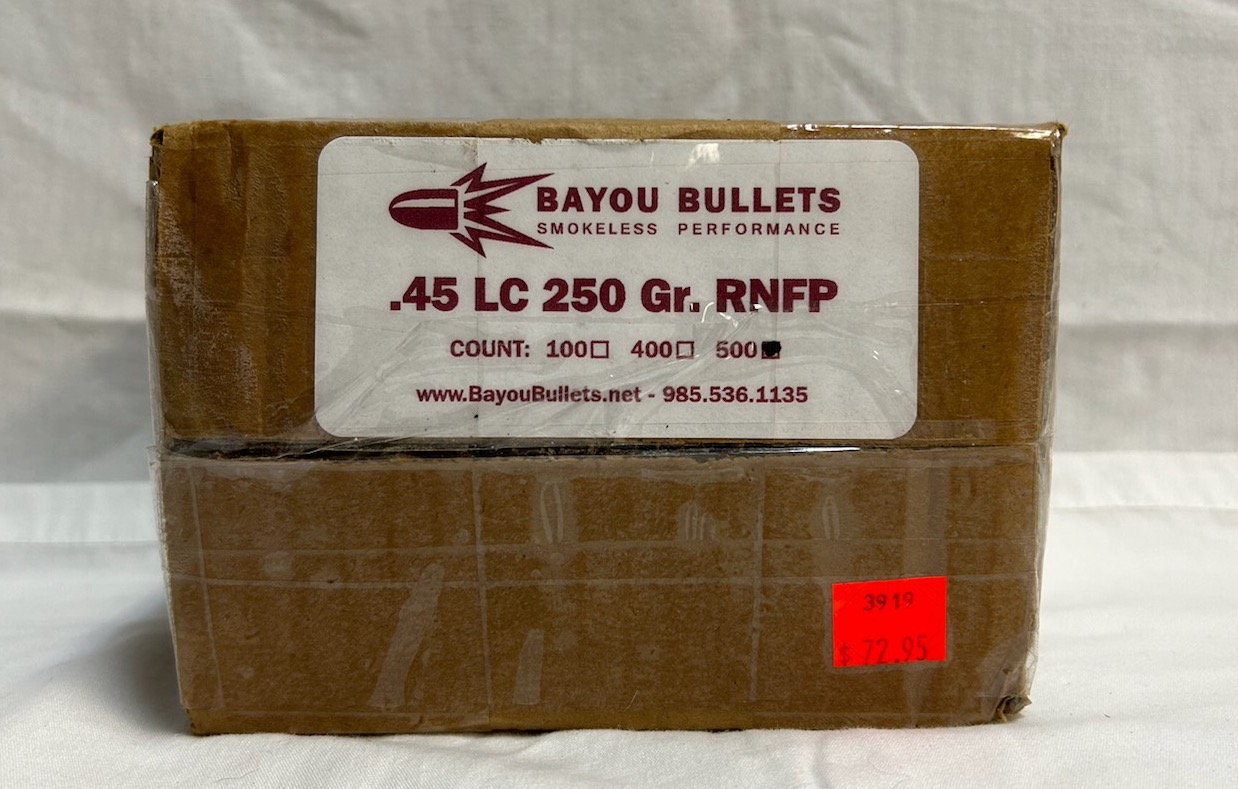 BAYOU BULLETS
SMOKELESS PERFORMANCE
.45 LC 250 Gr. RNFP
COUNT: 100☐ 400☐ 500☒
www.BayouBullets.net - 985.536.1135
3919
$ 72.95